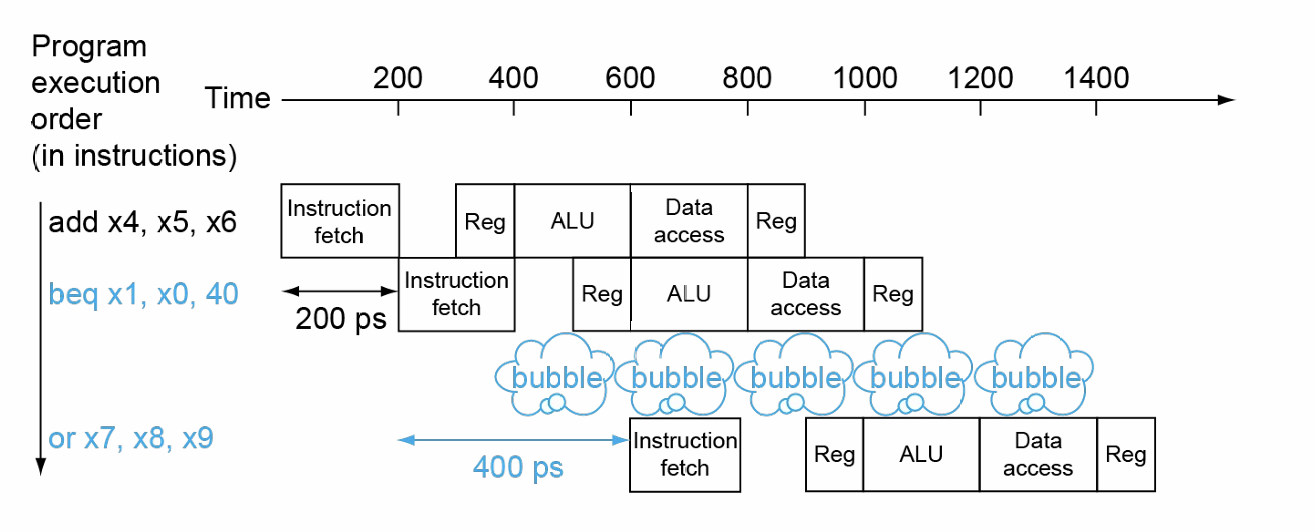 Program
execution
order
(in instructions)
Time
200 400 600 800 1000 1200 1400
add x4, x5, x6
Instruction
fetch
Reg
ALU
Data
access
Reg
beq x1, x0, 40
200 ps
Instruction
fetch
Reg
ALU
Data
access
Reg
bubble bubble bubble bubble bubble
or x7, x8, x9
400 ps
Instruction
fetch
Reg
ALU
Data
access
Reg